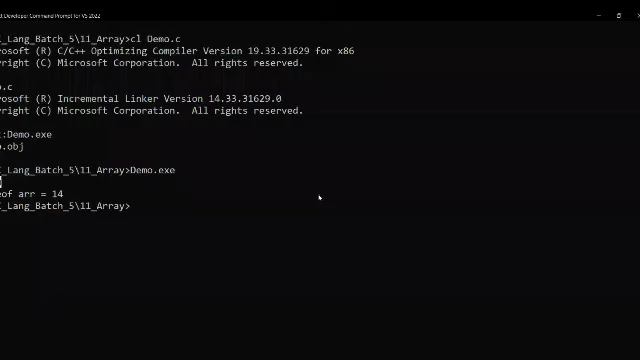 Developer Command Prompt for VS 2022
_Lang_Batch_5\11_Array>cl Demo.c
rosoft (R) C/C++ Optimizing Compiler Version 19.33.31629 for x86
yright (C) Microsoft Corporation. All rights reserved.
o.c
rosoft (R) Incremental Linker Version 14.33.31629.0
yright (C) Microsoft Corporation. All rights reserved.
t:Demo.exe
o.obj
_Lang_Batch_5\11_Array>Demo.exe
eof arr = 14
_Lang_Batch_5\11_Array>